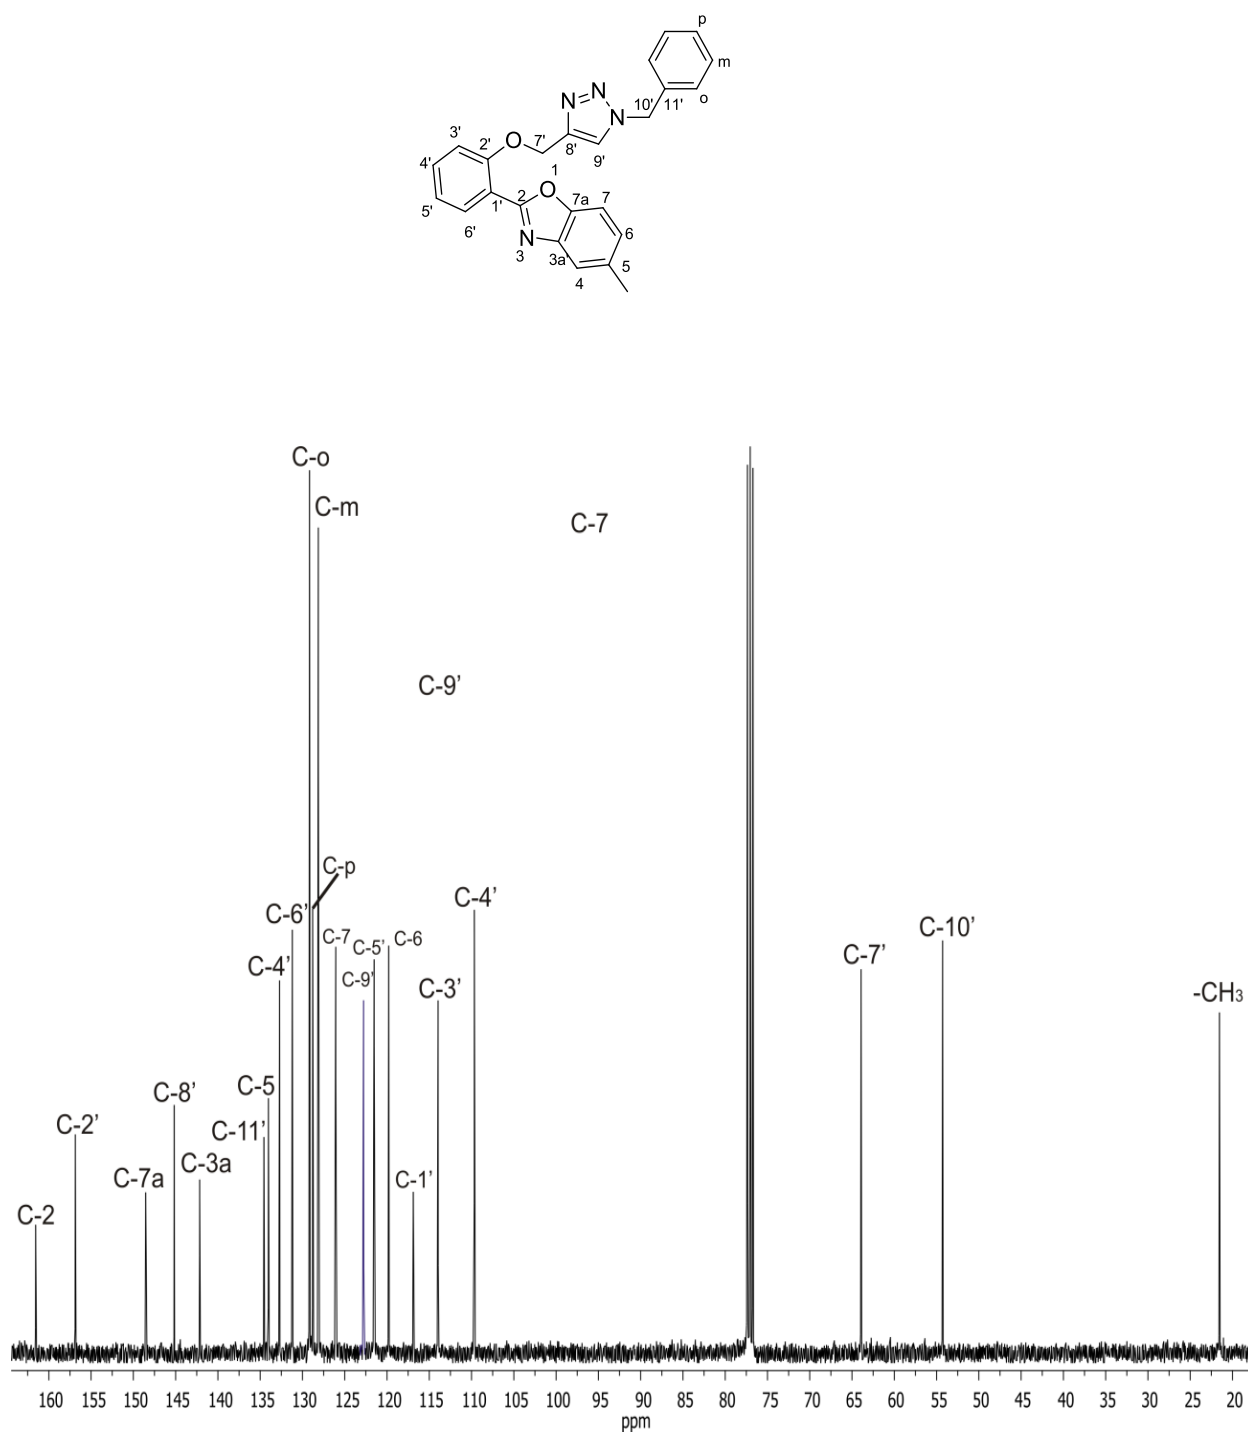 p
m
o
10'
11'
N
N
N
7'
8'
9'
3'
2'
O
4'
5'
1'
6'
2
O
1
7a
7
6
N
3
3a'
4
5
C-o
C-m
C-7
C-9’
C-p
C-6’
C-4’
C-7
C-5’
C-6
C-9’
C-4’
C-3’
C-7’
C-10’
-CH3
C-5
C-8’
C-11’
C-2’
C-3a
C-7a
C-1’
C-2
160 155 150 145 140 135 130 125 120 115 110 105 100 95 90 85 80 75 70 65 60 55 50 45 40 35 30 25 20
ppm